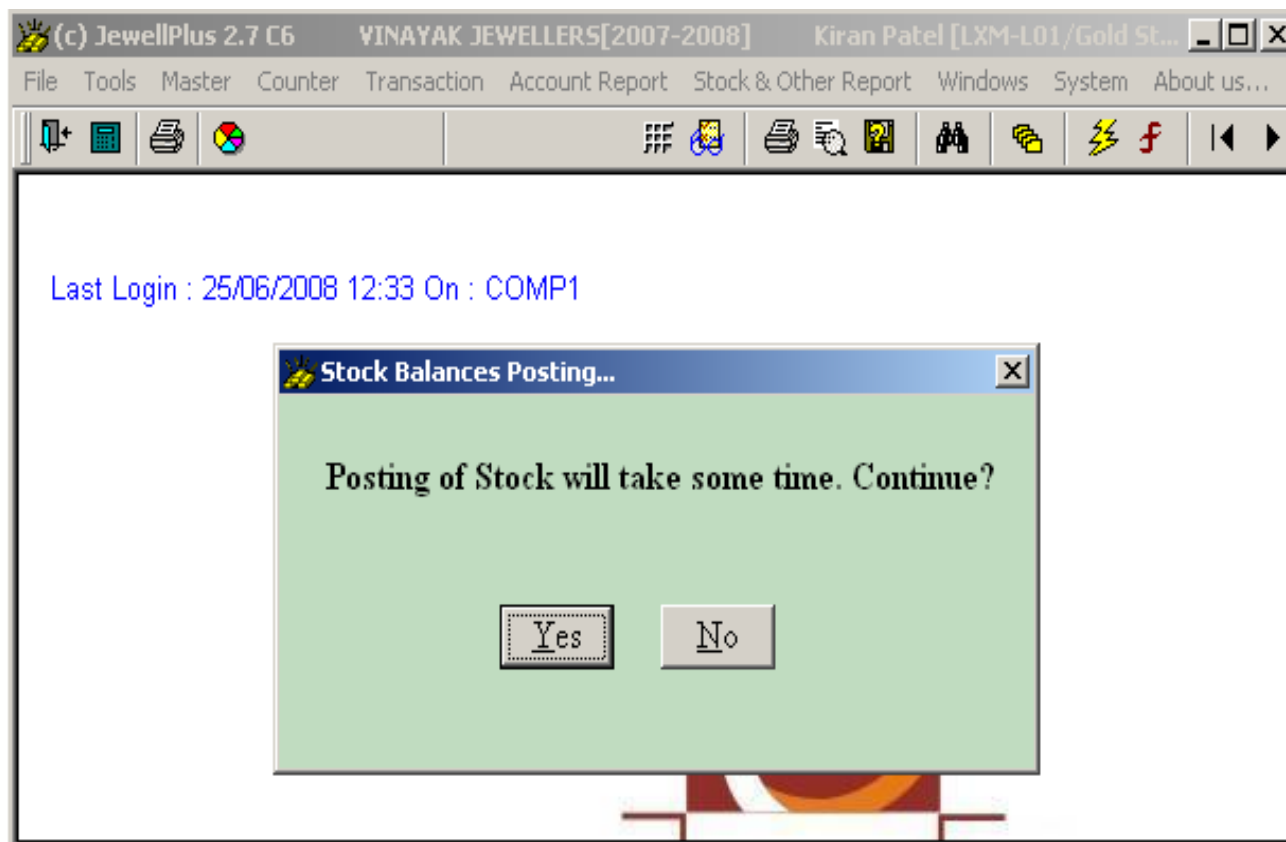 (c) JewellPlus 2.7 C6 VINAYAK JEWELLERS[2007-2008] Kiran Patel [LXM-L01/Gold St...
File Tools Master Counter Transaction Account Report Stock & Other Report Windows System About us...
Last Login : 25/06/2008 12:33 On : COMP1
Stock Balances Posting...
Posting of Stock will take some time. Continue?
Yes No